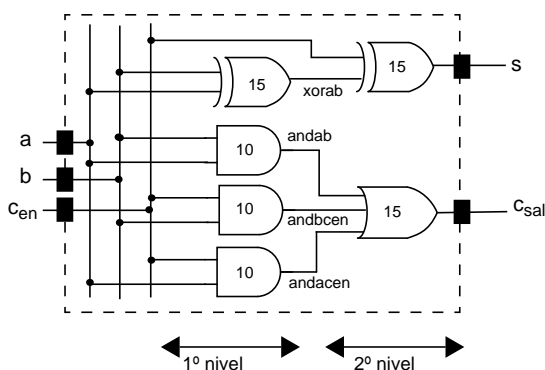 15
15
s
xorab
a
andab
10
b
15
c_en
10
andbcen
c_sal
10
andacen
1º nivel
2º nivel